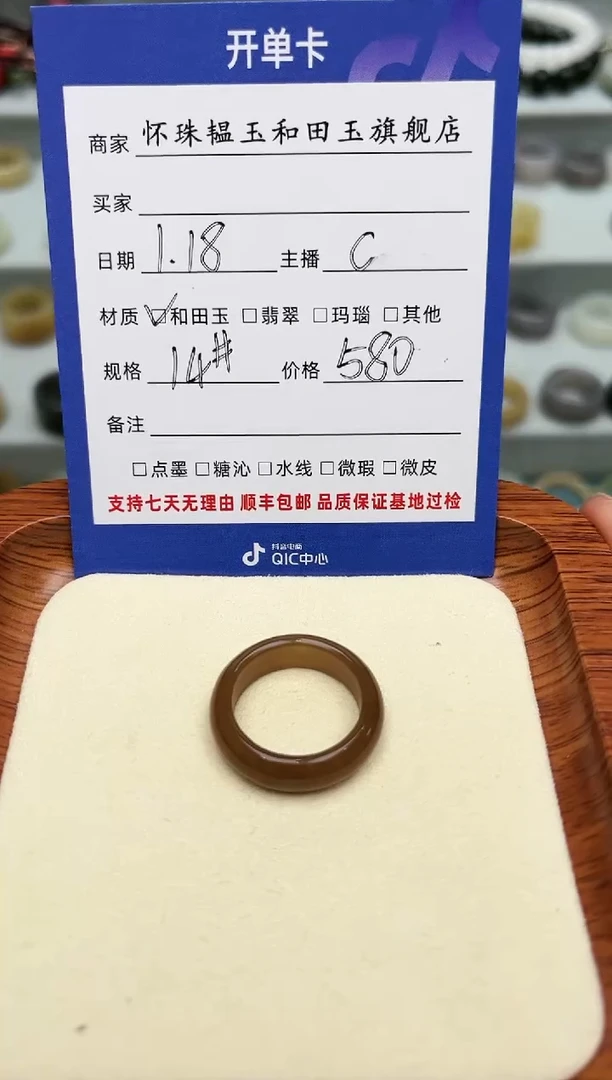 开单卡
商家 怀珠韫玉和田玉旗舰店
买家
日期 1.18 主播 C
材质 ☑和田玉 □翡翠 □玛瑙 □其他
规格 14# 价格 580
备注
□点墨 □糖沁 □水线 □微瑕 □微皮
支持七天无理由 顺丰包邮 品质保证基地过检
抖音电商
QIC中心